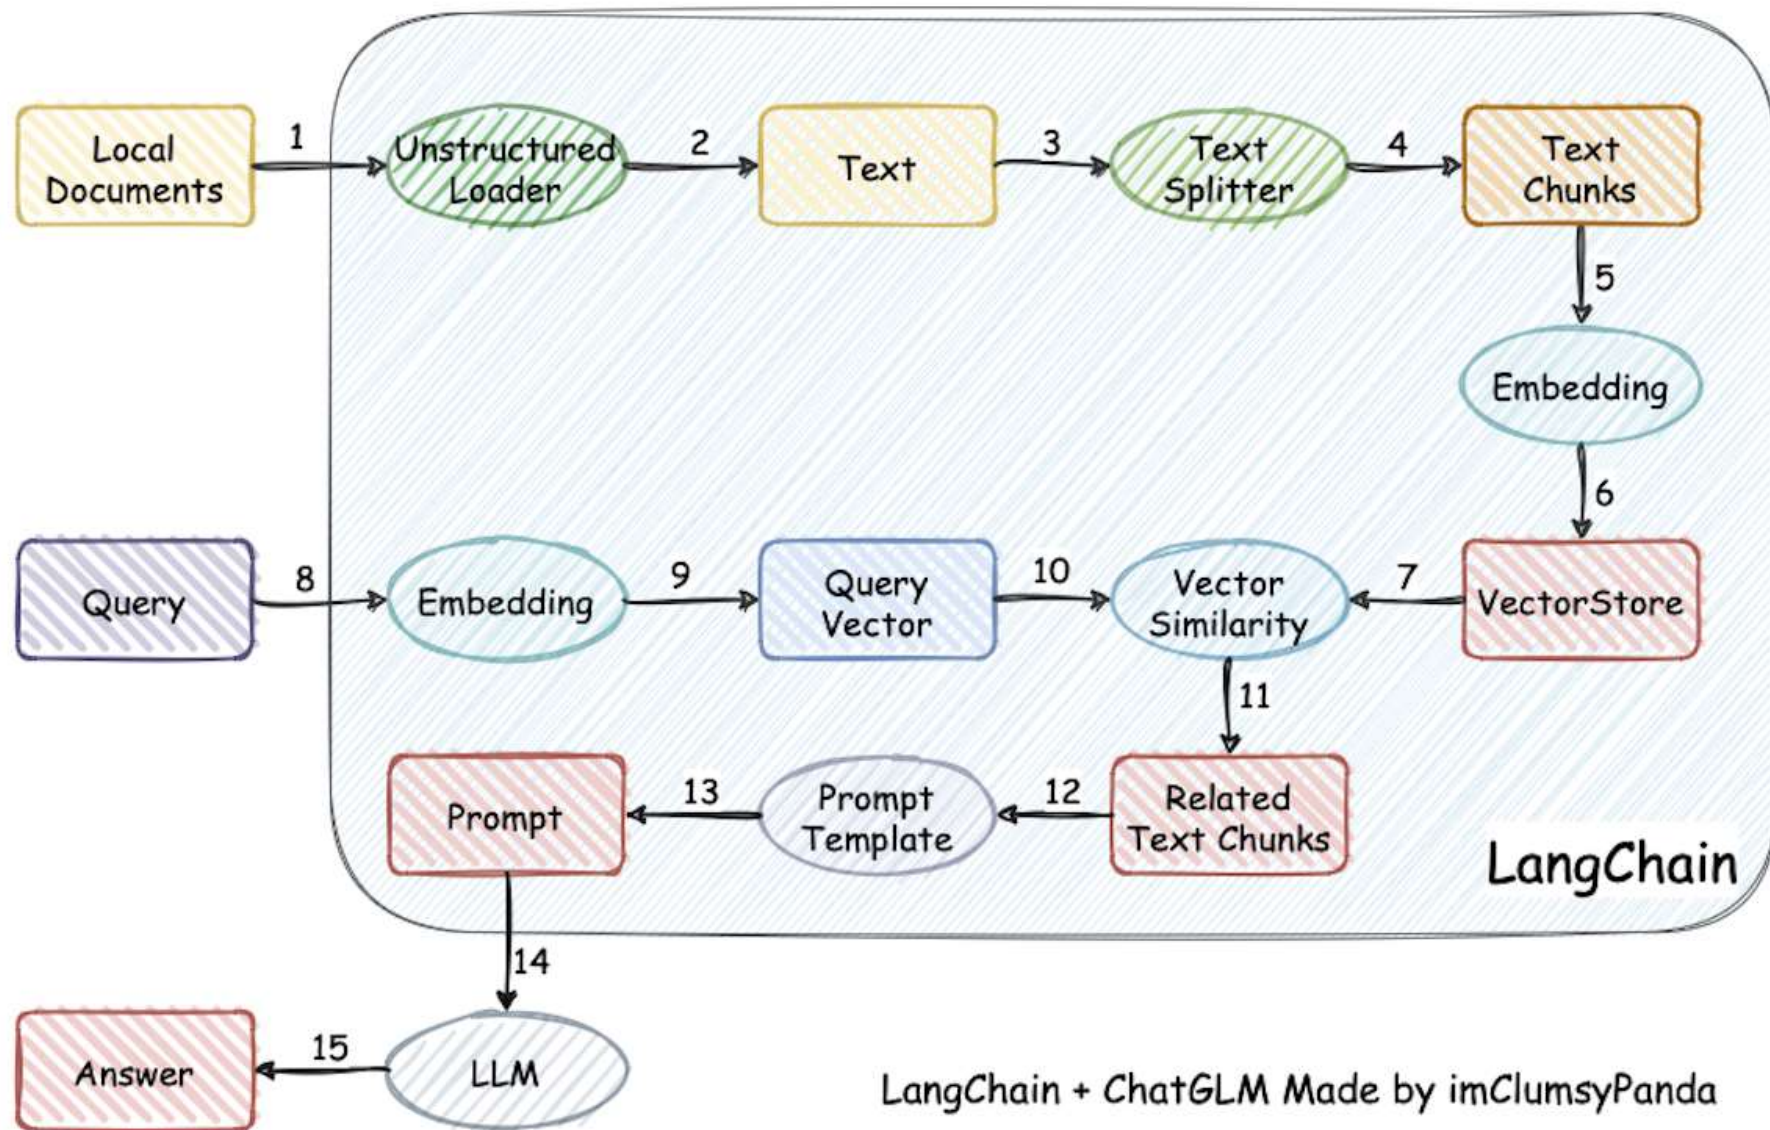 1
2
3
4
Local
Documents
Unstructured
Loader
Text
Text
Splitter
Text
Chunks
5
Embedding
6
8
9
10
7
Query
Embedding
Query
Vector
Vector
Similarity
VectorStore
11
13
12
Prompt
Prompt
Template
Related
Text Chunks
LangChain
14
15
Answer
LLM
LangChain + ChatGLM Made by imClumsyPanda